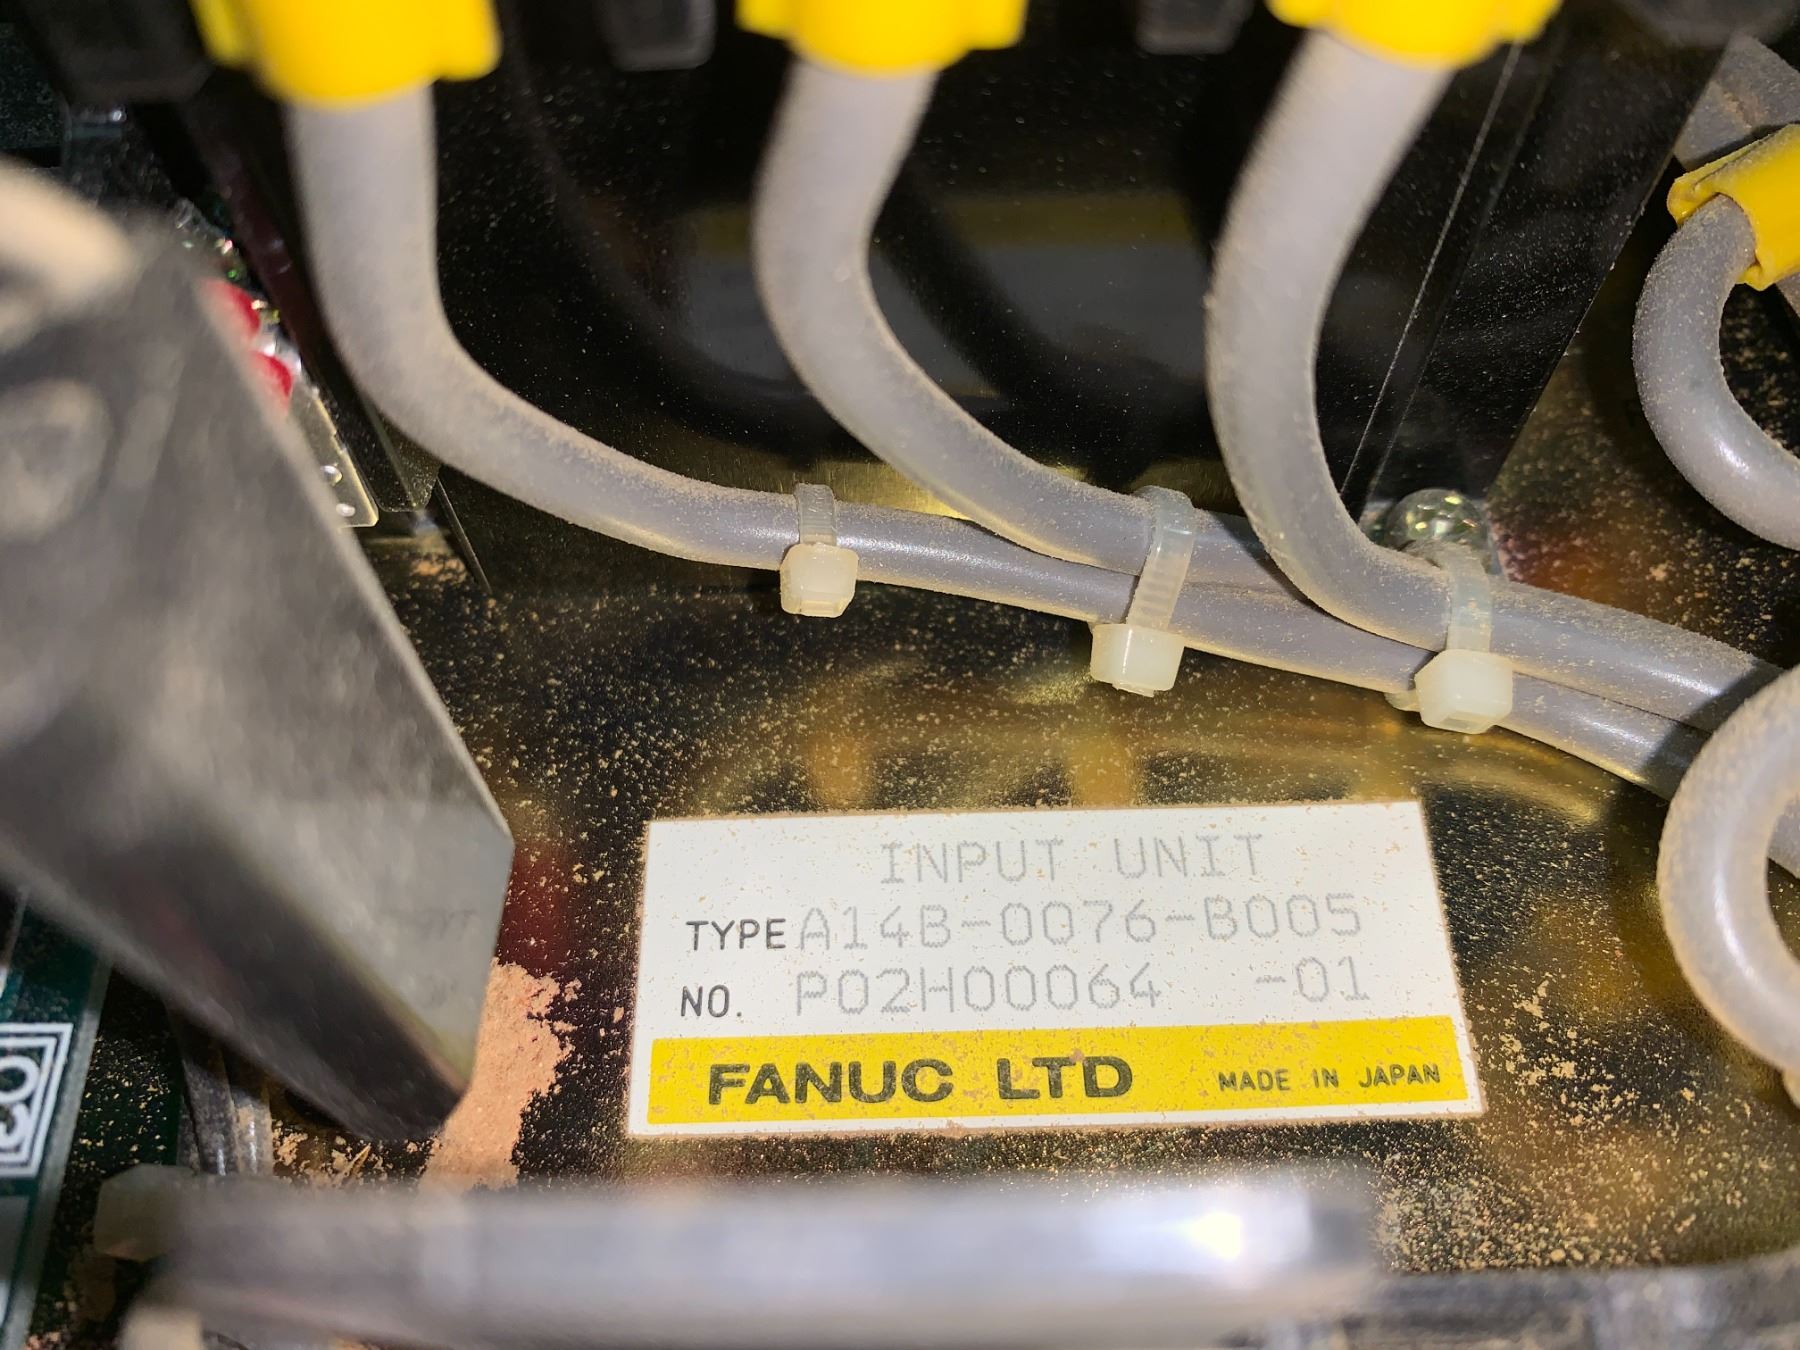 INPUT UNIT
TYPE A14B-0076-B005
NO. P02H00064 -01
FANUC LTD MADE IN JAPAN